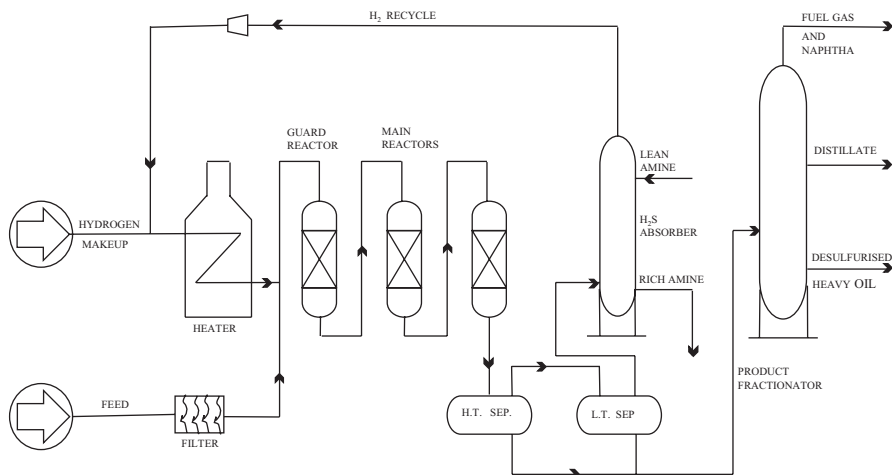 H₂ RECYCLE
FUEL GAS
AND
NAPHTHA
GUARD
REACTOR
MAIN
REACTORS
LEAN
AMINE
DISTILLATE
HYDROGEN
MAKEUP
H₂S
ABSORBER
DESULFURISED
HEAVY OIL
RICH AMINE
HEATER
PRODUCT
FRACTIONATOR
FEED
FILTER
H.T. SEP.
L.T. SEP